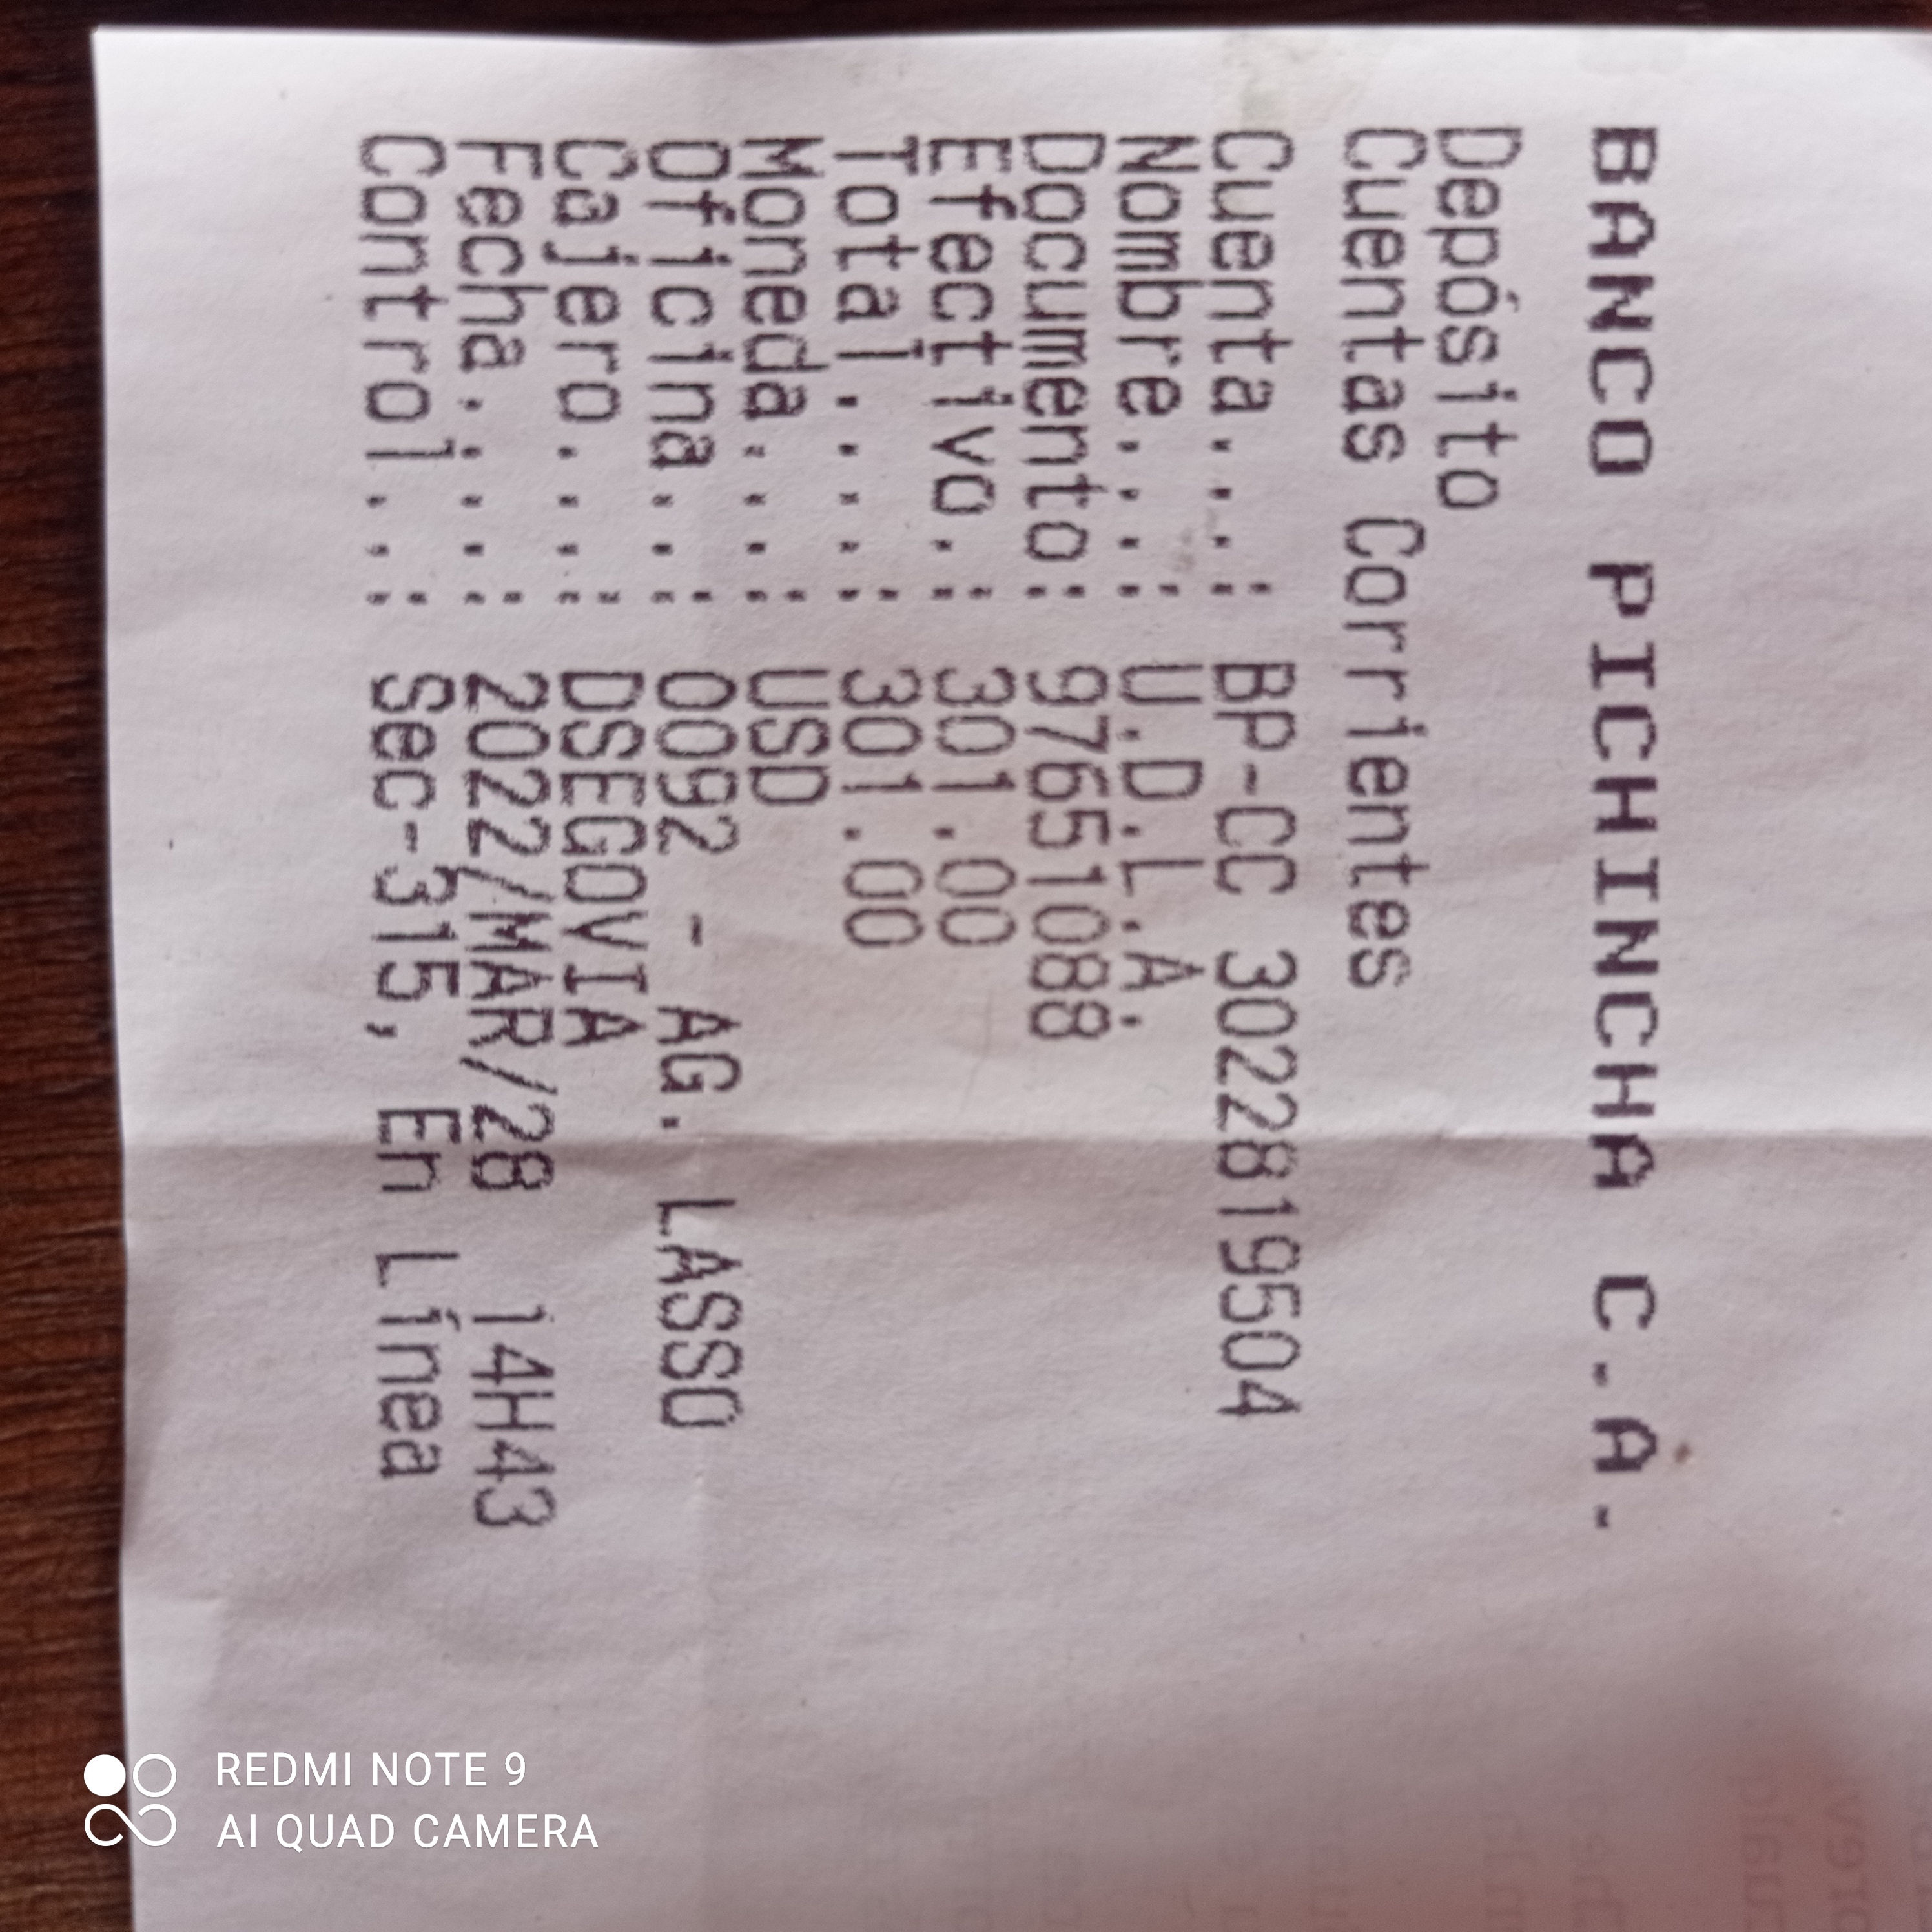 BANCO PICHINCHA C.A.
Depósito
Cuentas Corrientes
Cuenta....: BP-CC 3022819504
Nombre....: U.D.L.A.
Documento: 97651088
Efectivo..: 301.00
Total.....: 301.00
Moneda....: USD
Oficina...: 0092 - AG. LASSO
Cajero....: DSEGOVIA
Fecha.....: 2022/MAR/28 14H43
Control...: Sec-315, En Línea
REDMI NOTE 9
AI QUAD CAMERA